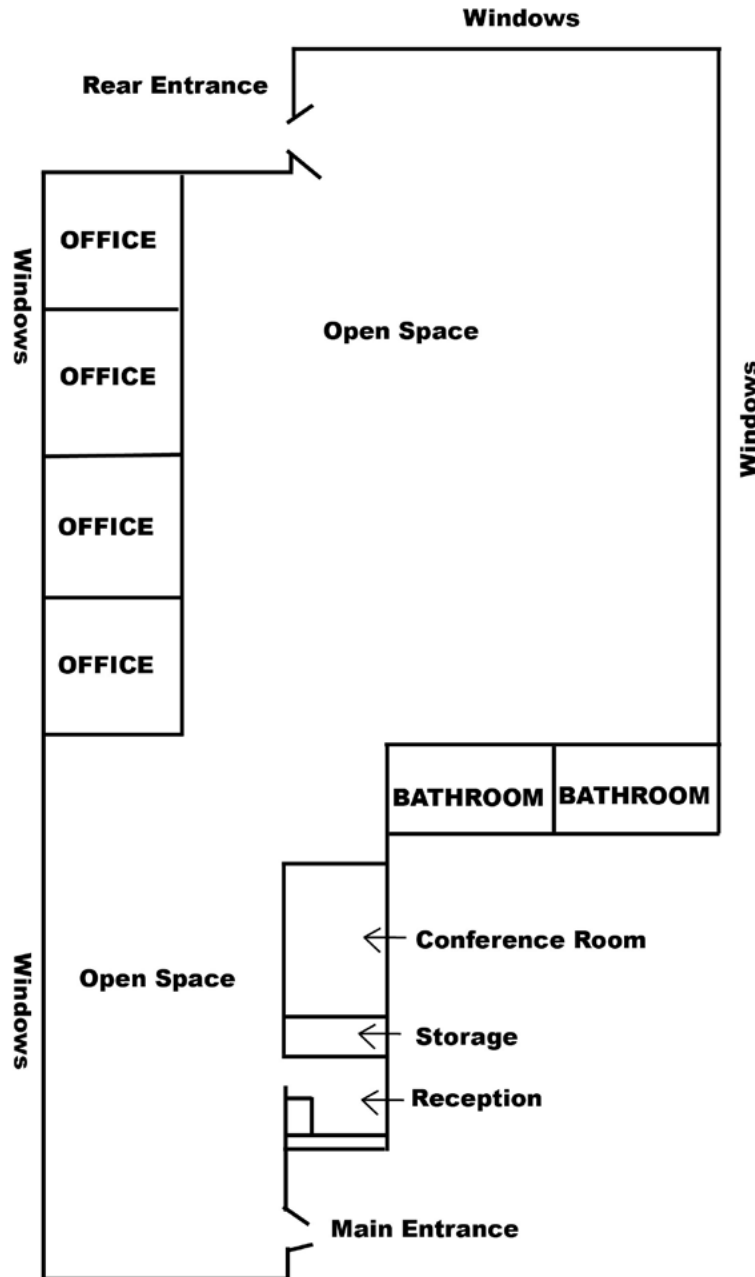 Windows
Rear Entrance
OFFICE
Windows
Open Space
OFFICE
Windows
OFFICE
OFFICE
BATHROOM
BATHROOM
Conference Room
Open Space
Windows
Storage
Reception
Main Entrance